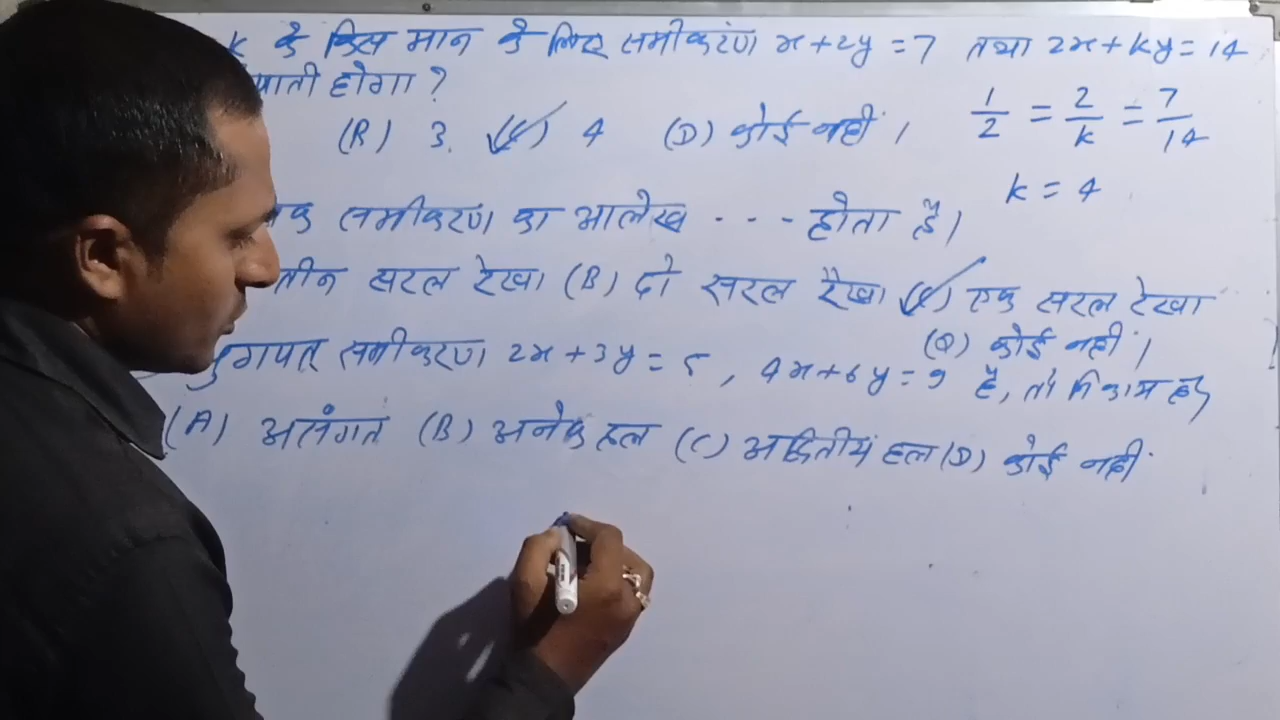 k के किस मान के लिए समीकरण x + 2y = 7 तथा 2x + ky = 14
पाती होगा ?
1/2 = 2/k = 7/14
(B) 3. (C) 4 (D) कोई नहीं ।
k = 4
समीकरण का आलेख - - - होता है।
तीन सरल रेखा (B) दो सरल रेखा (C) एक सरल रेखा
(D) कोई नहीं ।
युगपत समीकरण 2x + 3y = 5 , 4x + 6y = 9 है, तो
(A) असंगत (B) अनेक हल (C) अद्वितीय हल (D) कोई नहीं